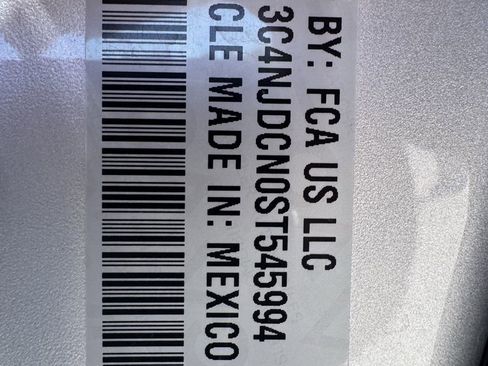 BY: FCA US LLC
3C4NJDCN0ST545994
CLE MADE IN: MEXICO